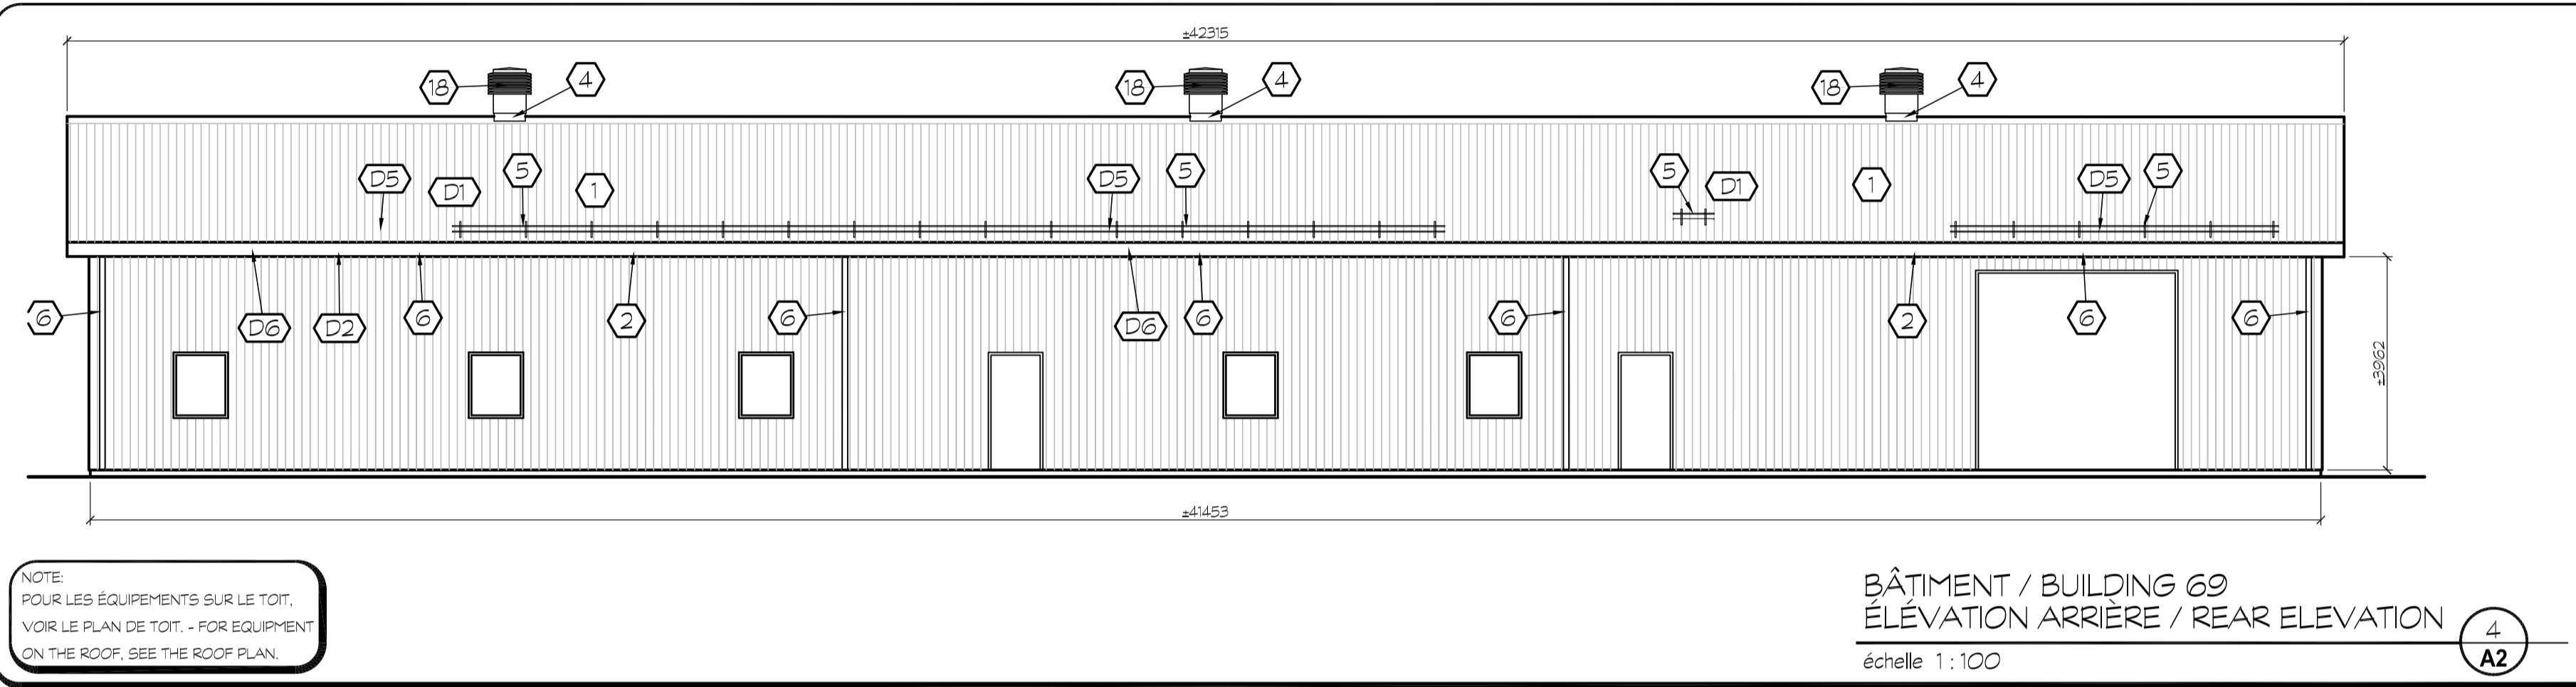 ±42315
18
4
18
4
18
4
D5
D1
5
1
D5
5
5
D1
1
D5
5
6
D6
D2
6
2
6
D6
6
6
2
6
6
±3962
±41453
NOTE:
POUR LES ÉQUIPEMENTS SUR LE TOIT,
VOIR LE PLAN DE TOIT. - FOR EQUIPMENT
ON THE ROOF, SEE THE ROOF PLAN.
BÂTIMENT / BUILDING 69
ÉLÉVATION ARRIÈRE / REAR ELEVATION
échelle 1 : 100
4
A2